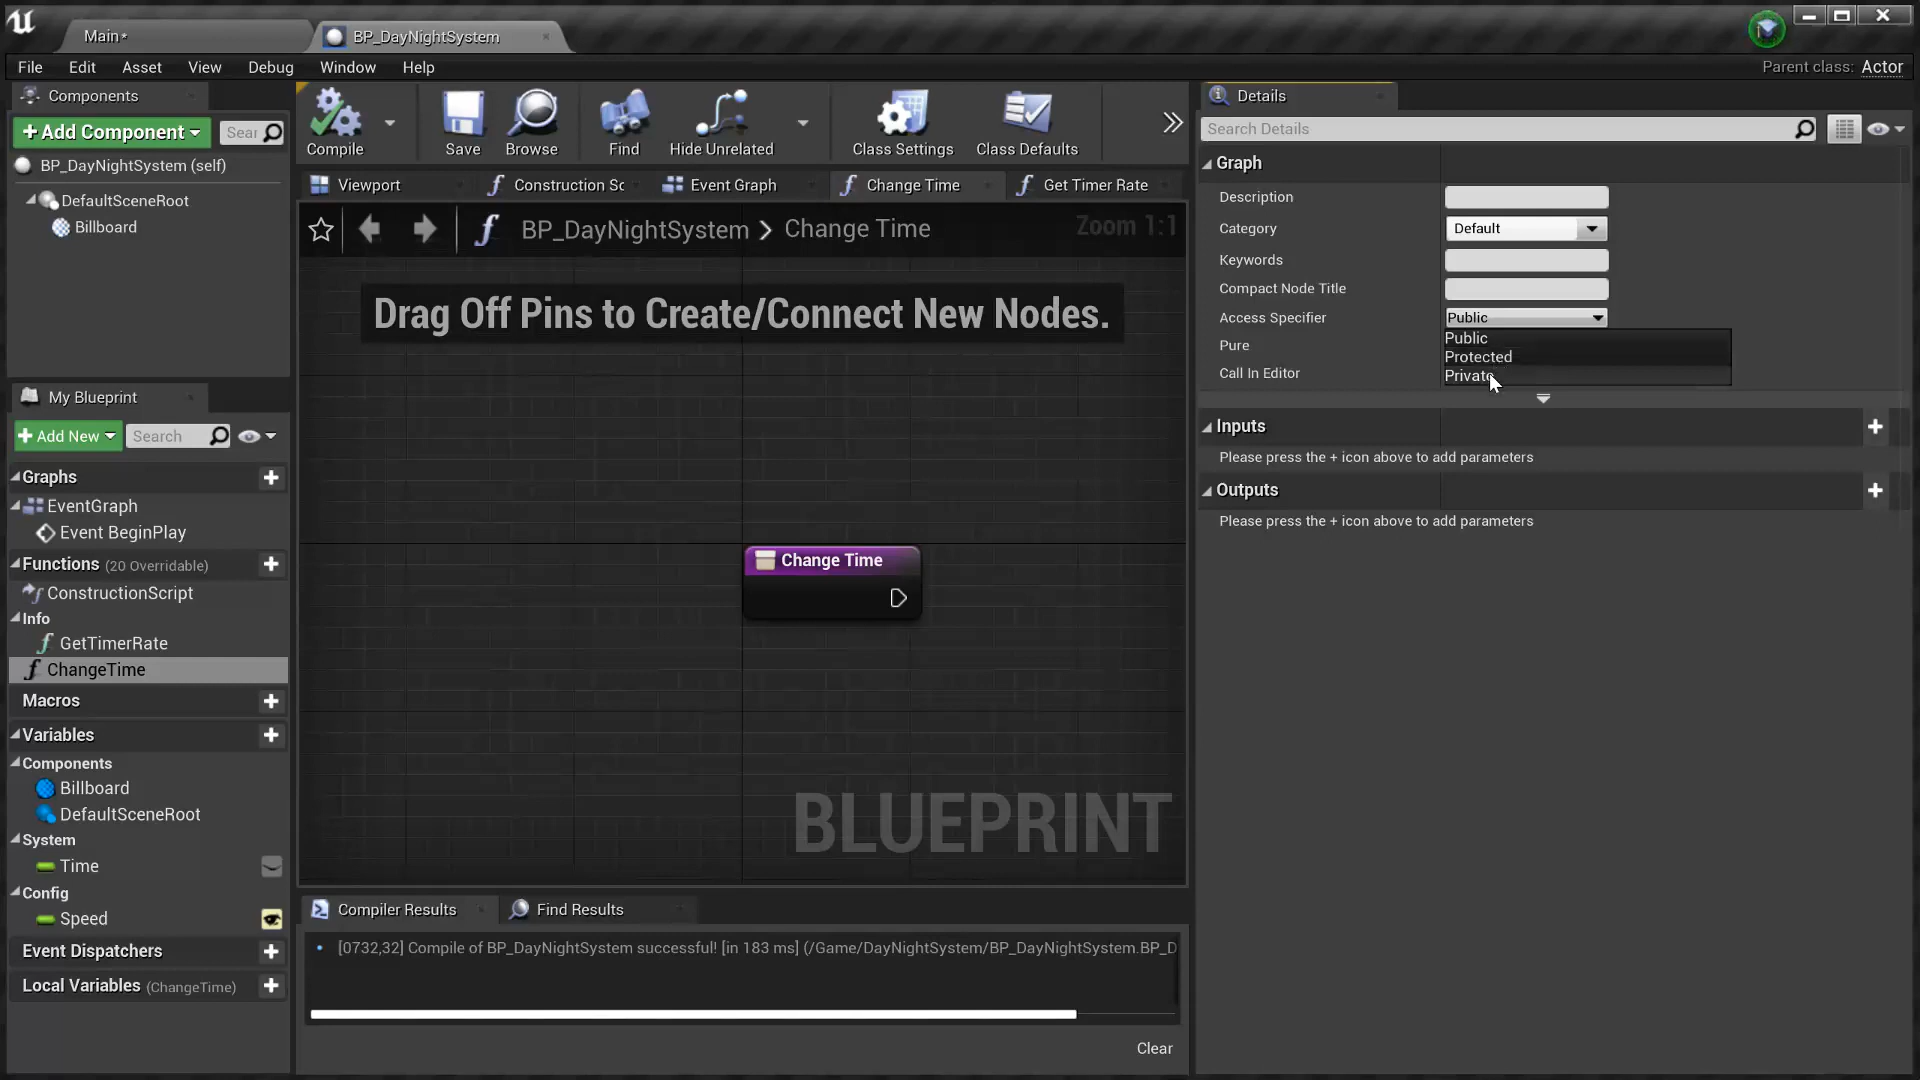 Main*
BP_DayNightSystem
File Edit Asset View Debug Window Help
Parent class: Actor
Components
+Add Component
Sear
BP_DayNightSystem (self)
DefaultSceneRoot
Billboard
My Blueprint
+Add New
Search
Graphs
EventGraph
Event BeginPlay
Functions (20 Overridable)
ConstructionScript
Info
GetTimerRate
ChangeTime
Macros
Variables
Components
Billboard
DefaultSceneRoot
System
Time
Config
Speed
Event Dispatchers
Local Variables (ChangeTime)
Compile
Save
Browse
Find
Hide Unrelated
Class Settings
Class Defaults
Viewport
Construction Sc
Event Graph
Change Time
Get Timer Rate
BP_DayNightSystem > Change Time
Zoom 1:1
Drag Off Pins to Create/Connect New Nodes.
Change Time
BLUEPRINT
Compiler Results
Find Results
[0732,32] Compile of BP_DayNightSystem successful! [in 183 ms] (/Game/DayNightSystem/BP_DayNightSystem.BP_D
Clear
Details
Search Details
Graph
Description
Category
Default
Keywords
Compact Node Title
Access Specifier
Public
Public
Protected
Private
Pure
Call In Editor
Inputs
Please press the + icon above to add parameters
Outputs
Please press the + icon above to add parameters